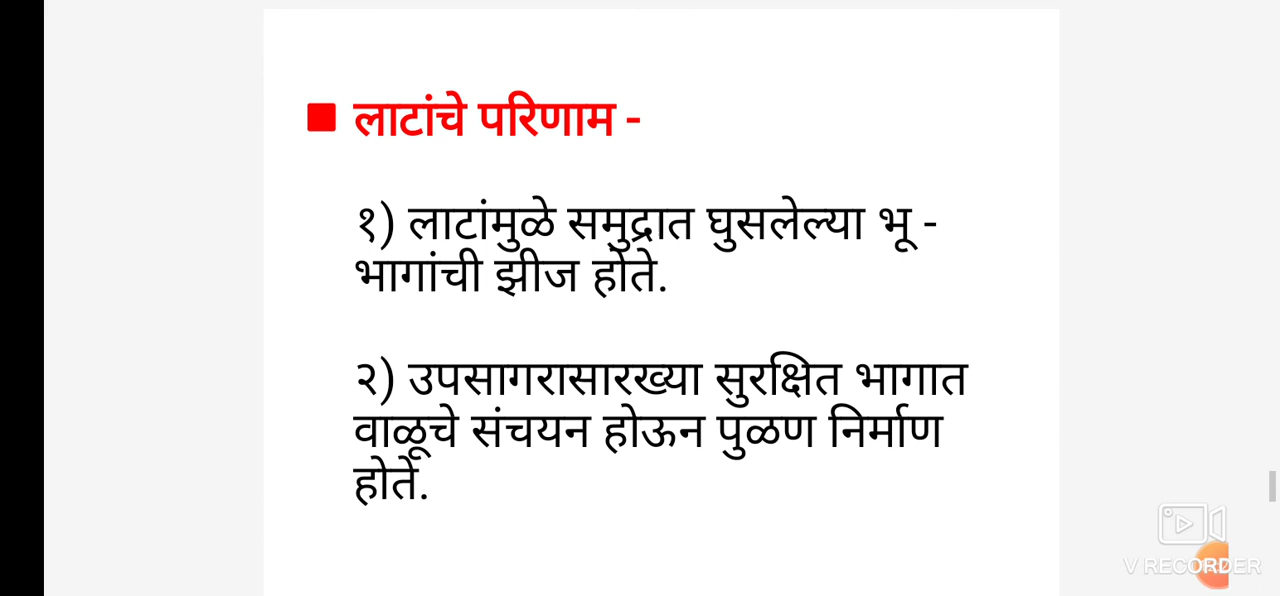 ■ लाटांचे परिणाम -
१) लाटांमुळे समुद्रात घुसलेल्या भू -
भागांची झीज होते.
२) उपसागरासारख्या सुरक्षित भागात
वाळूचे संचयन होऊन पुळण निर्माण
होते.
V RECORDER